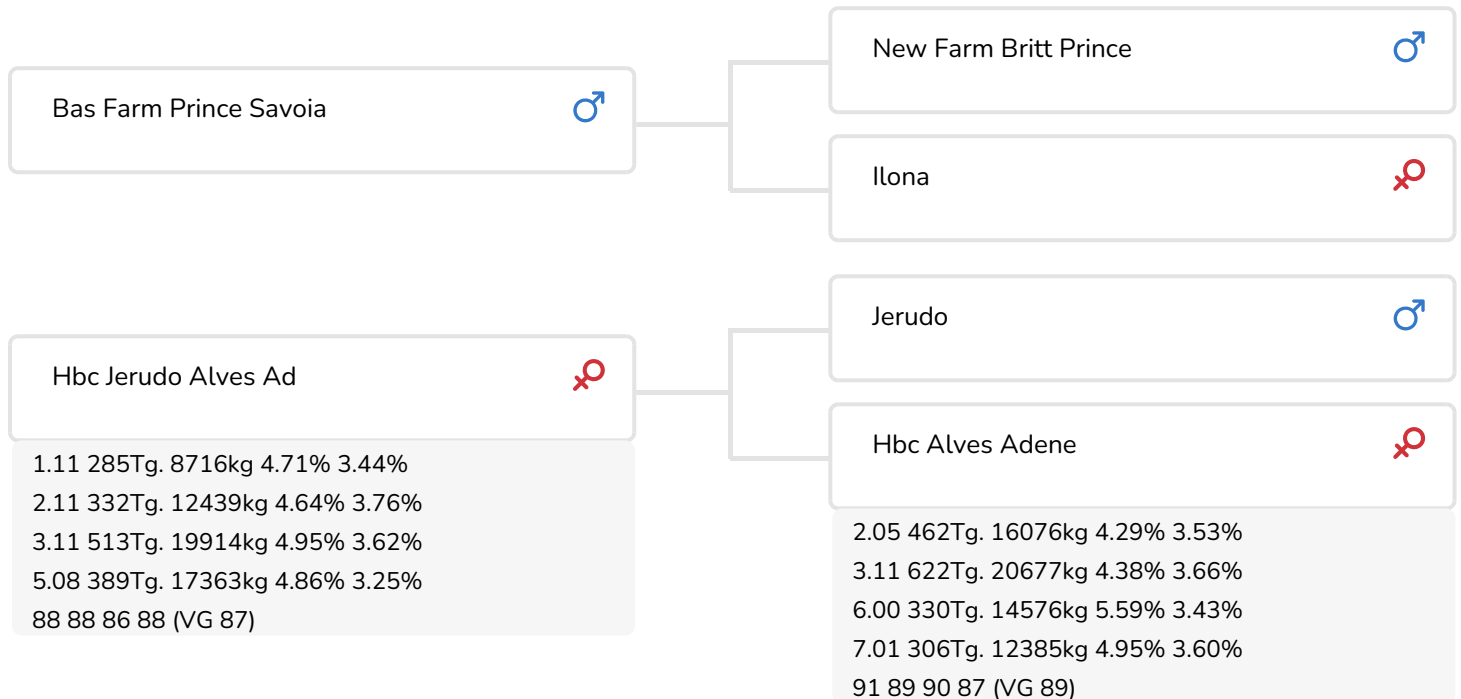 Bas Farm Prince Savoia
New Farm Britt Prince
Ilona
Hbc Jerudo Alves Ad
1.11 285Tg. 8716kg 4.71% 3.44%
2.11 332Tg. 12439kg 4.64% 3.76%
3.11 513Tg. 19914kg 4.95% 3.62%
5.08 389Tg. 17363kg 4.86% 3.25%
88 88 86 88 (VG 87)
Jerudo
Hbc Alves Adene
2.05 462Tg. 16076kg 4.29% 3.53%
3.11 622Tg. 20677kg 4.38% 3.66%
6.00 330Tg. 14576kg 5.59% 3.43%
7.01 306Tg. 12385kg 4.95% 3.60%
91 89 90 87 (VG 89)